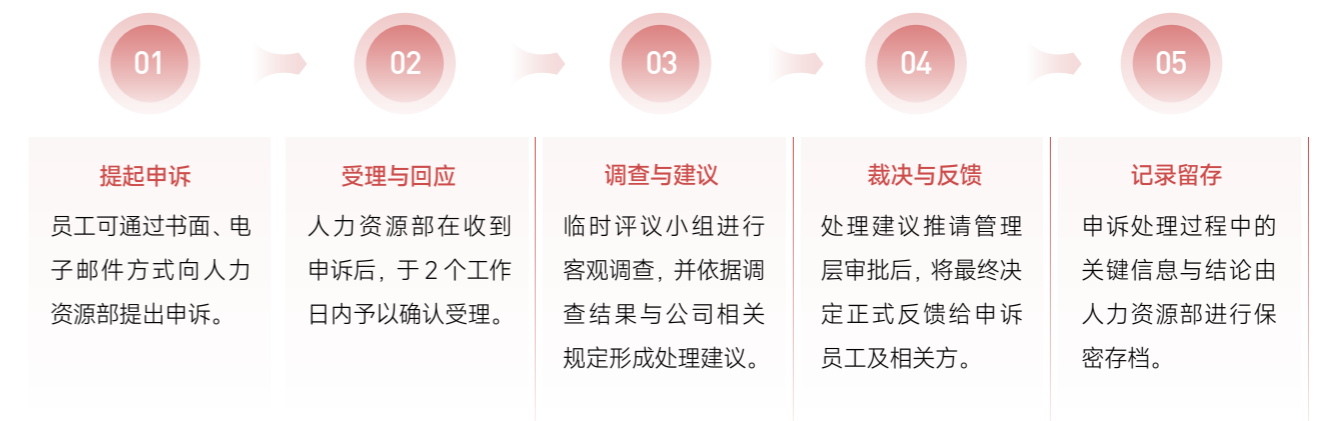 01
02
03
04
05
提起申诉
员工可通过书面、电
子邮件方式向人力
资源部提出申诉。
受理与回应
人力资源部在收到
申诉后，于 2 个工作
日内予以确认受理。
调查与建议
临时评议小组进行
客观调查，并依据调
查结果与公司相关
规定形成处理建议。
裁决与反馈
处理建议推请管理
层审批后，将最终决
定正式反馈给申诉
员工及相关方。
记录留存
申诉处理过程中的
关键信息与结论由
人力资源部进行保
密存档。